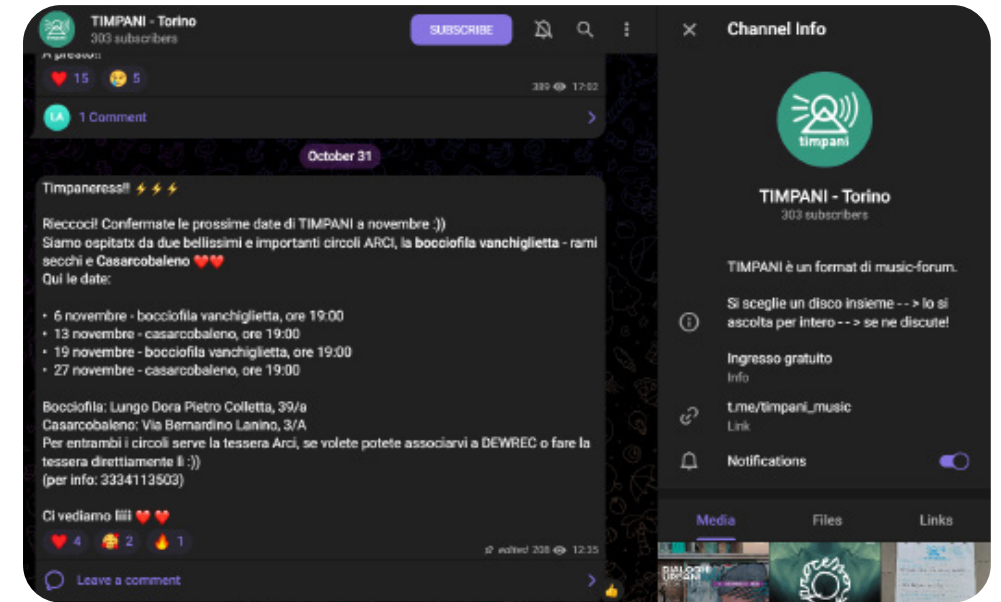 TIMPANI - Torino
303 subscribers
SUBSCRIBE
A presto!!
❤️ 15 😢 5
389 17:02
LA 1 Comment
October 31
Timpaneress!! ⚡⚡⚡
Rieccoci! Confermate le prossime date di TIMPANI a novembre :))
Siamo ospitatx da due bellissimi e importanti circoli ARCI, la bocciofila vanchiglietta - rami
secchi e Casarcobaleno ❤️❤️
Qui le date:
• 6 novembre - bocciofila vanchiglietta, ore 19:00
• 13 novembre - casarcobaleno, ore 19:00
• 19 novembre - bocciofila vanchiglietta, ore 19:00
• 27 novembre - casarcobaleno, ore 19:00
Bocciofila: Lungo Dora Pietro Colletta, 39/a
Casarcobaleno: Via Bernardino Lanino, 3/A
Per entrambi i circoli serve la tessera Arci, se volete potete associarvi a DEWREC o fare la
tessera direttamente lì :))
(per info: 3334113503)
Ci vediamo liiii ❤️ ❤️
❤️ 4 🥰 2 🔥 1
edited 208 12:35
Leave a comment
👍
Channel Info
timpani
TIMPANI - Torino
303 subscribers
TIMPANI è un format di music-forum.
Si sceglie un disco insieme - - > lo si
ascolta per intero - - > se ne discute!
Ingresso gratuito
Info
t.me/timpani_music
Link
Notifications
Media Files Links
DIALOGHI
URBANI